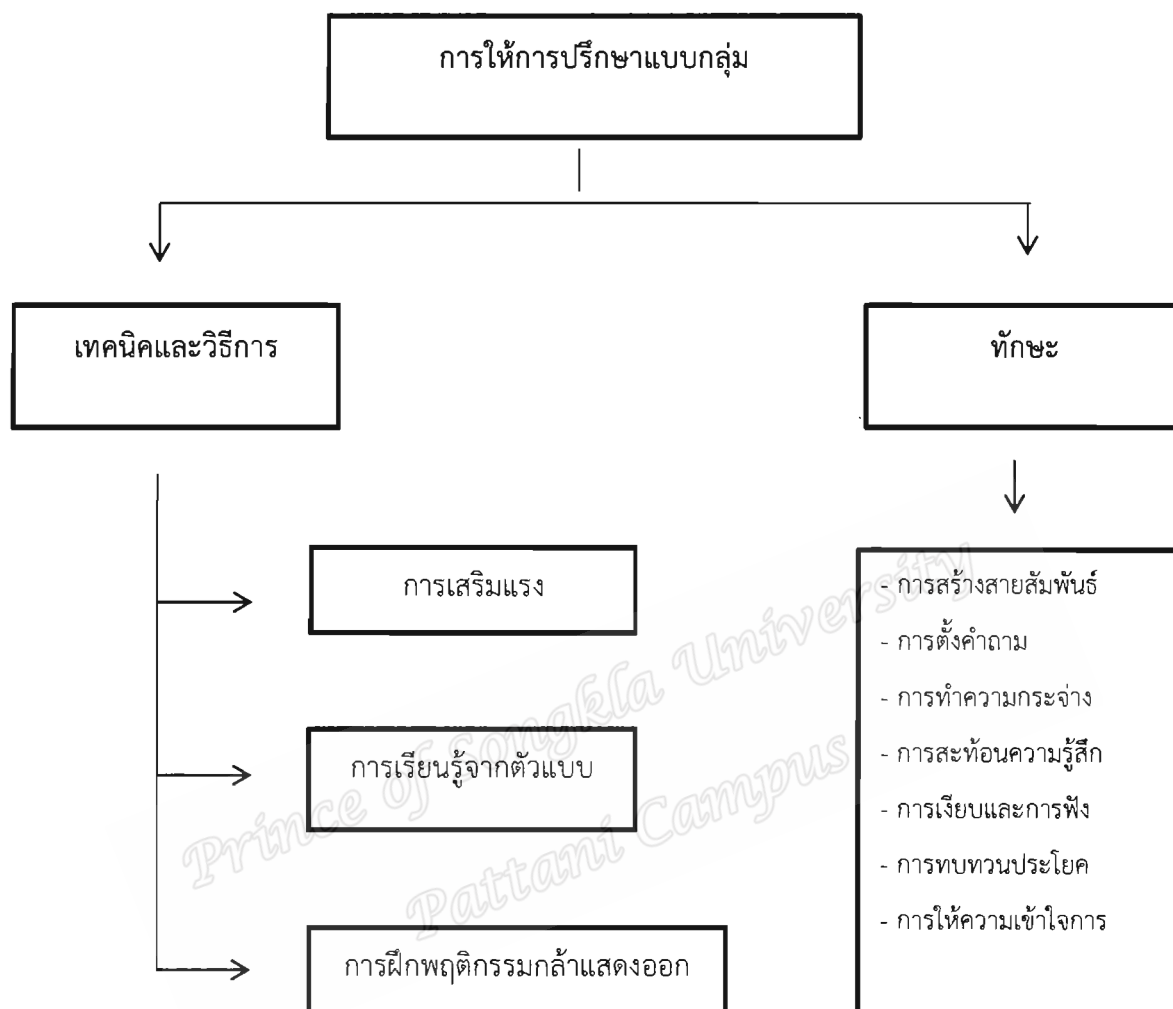 การให้การปรึกษาแบบกลุ่ม
เทคนิคและวิธีการ
ทักษะ
การเสริมแรง
การเรียนรู้จากตัวแบบ
การฝึกพฤติกรรมกล้าแสดงออก
- การสร้างสายสัมพันธ์
- การตั้งคำถาม
- การทำความกระจ่าง
- การสะท้อนความรู้สึก
- การเงียบและการฟัง
- การทบทวนประโยค
- การให้ความเข้าใจการ
Prince of Songkla University
Pattani Campus